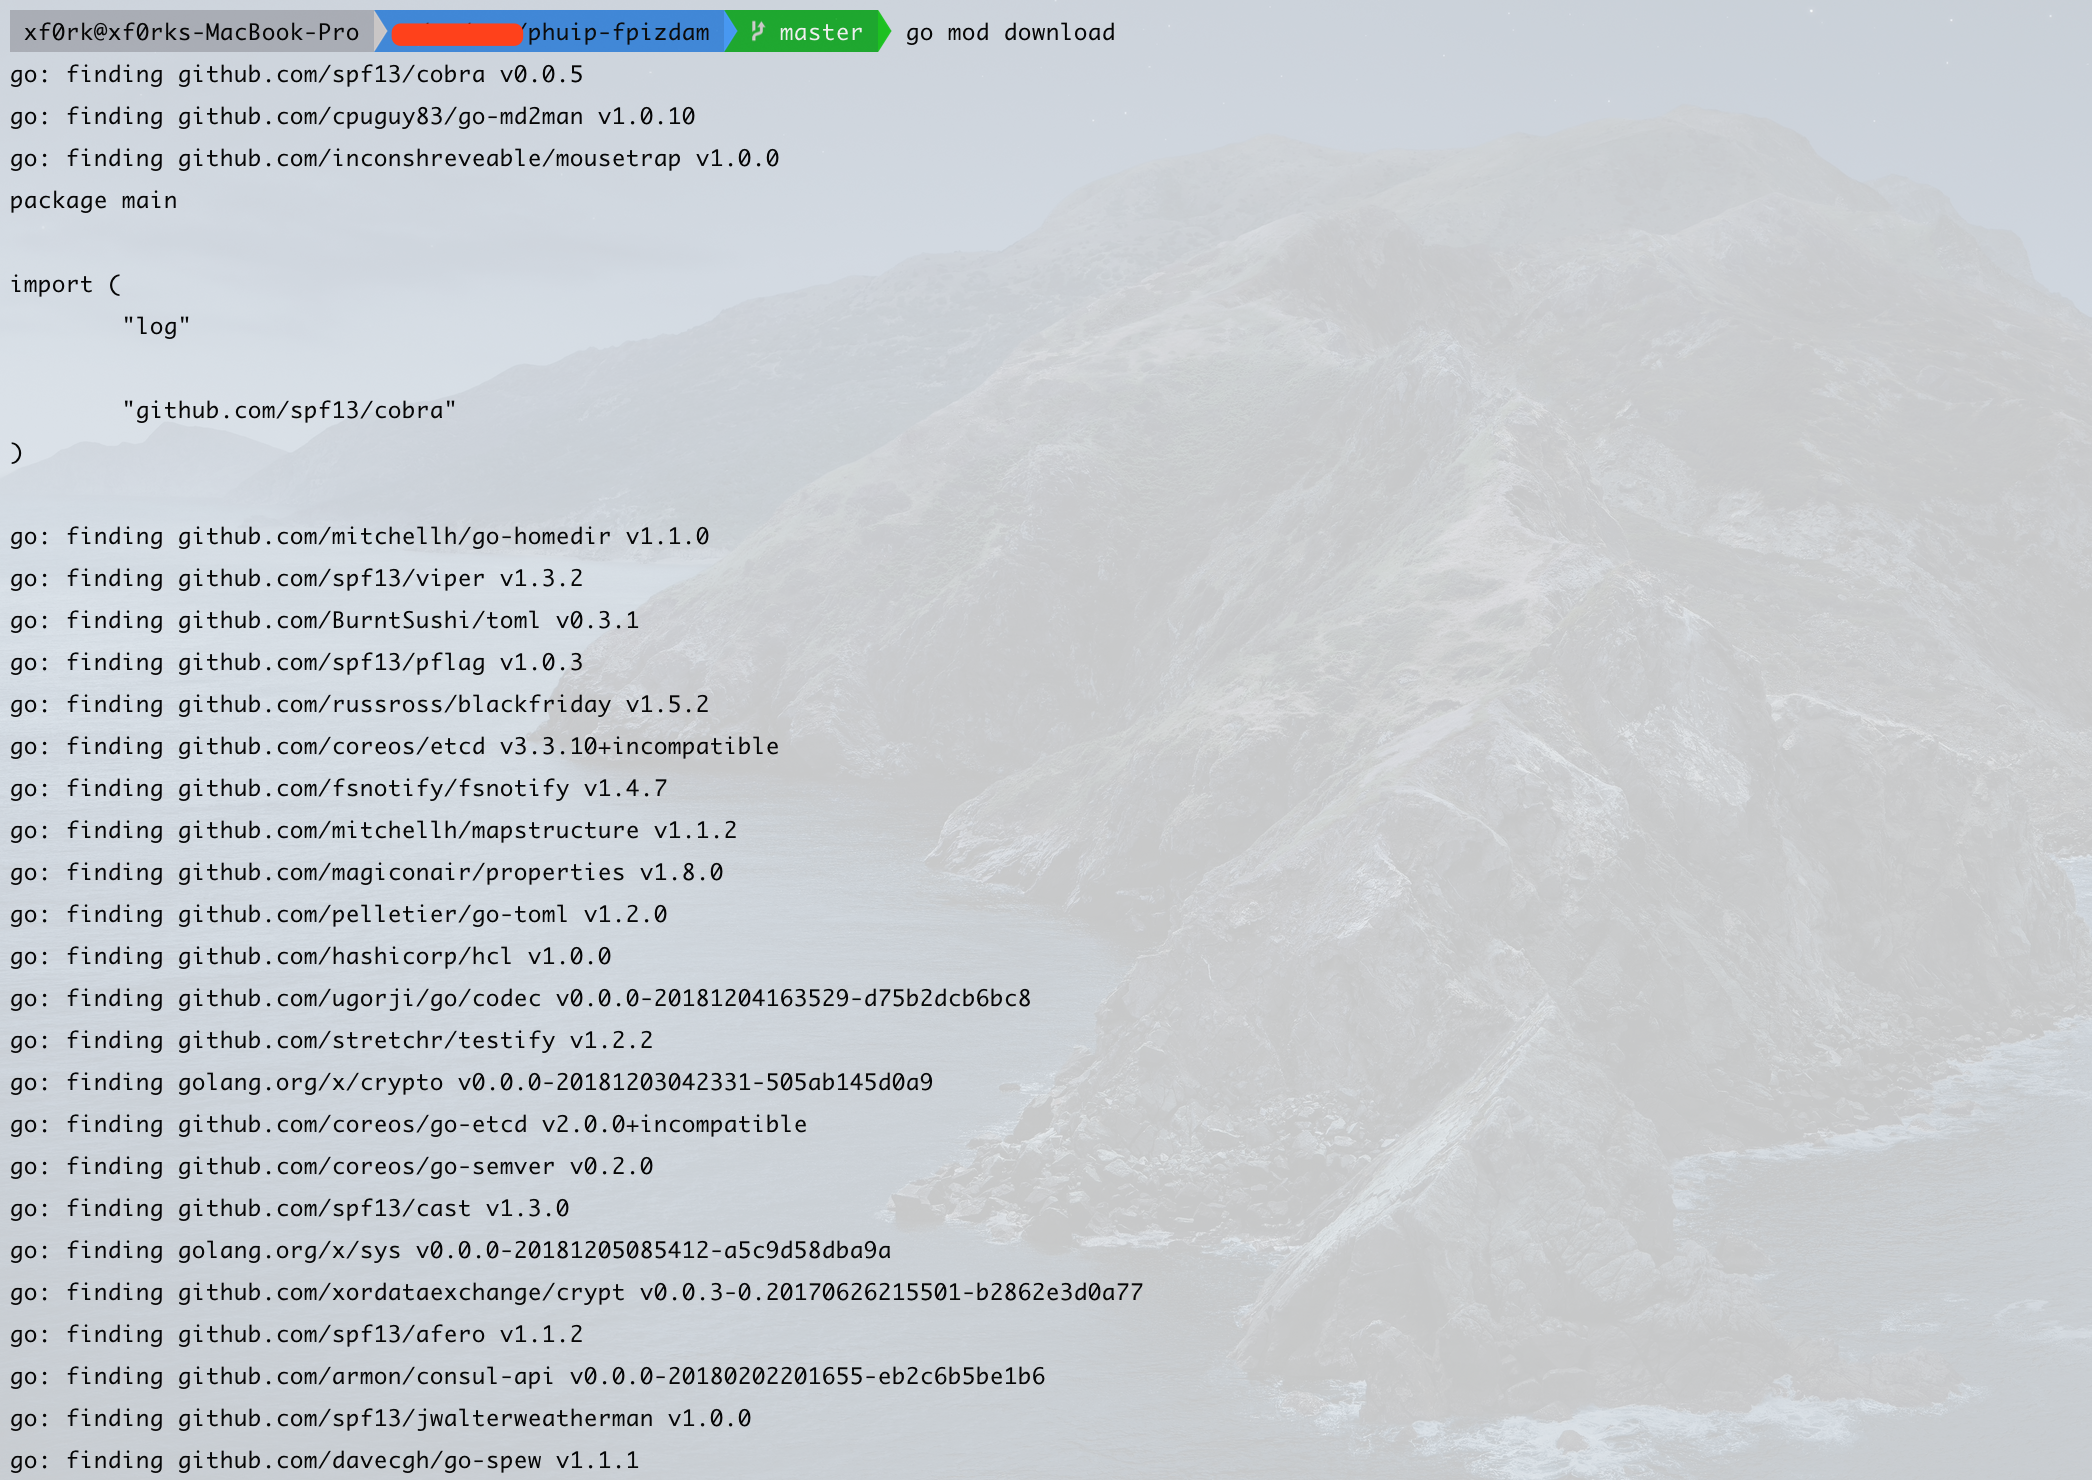 xf0rk@xf0rks-MacBook-Pro /phuip-fpizdam master go mod download
go: finding github.com/spf13/cobra v0.0.5
go: finding github.com/cpuguy83/go-md2man v1.0.10
go: finding github.com/inconshreveable/mousetrap v1.0.0
package main
import (
"log"
"github.com/spf13/cobra"
)
go: finding github.com/mitchellh/go-homedir v1.1.0
go: finding github.com/spf13/viper v1.3.2
go: finding github.com/BurntSushi/toml v0.3.1
go: finding github.com/spf13/pflag v1.0.3
go: finding github.com/russross/blackfriday v1.5.2
go: finding github.com/coreos/etcd v3.3.10+incompatible
go: finding github.com/fsnotify/fsnotify v1.4.7
go: finding github.com/mitchellh/mapstructure v1.1.2
go: finding github.com/magiconair/properties v1.8.0
go: finding github.com/pelletier/go-toml v1.2.0
go: finding github.com/hashicorp/hcl v1.0.0
go: finding github.com/ugorji/go/codec v0.0.0-20181204163529-d75b2dcb6bc8
go: finding github.com/stretchr/testify v1.2.2
go: finding golang.org/x/crypto v0.0.0-20181203042331-505ab145d0a9
go: finding github.com/coreos/go-etcd v2.0.0+incompatible
go: finding github.com/coreos/go-semver v0.2.0
go: finding github.com/spf13/cast v1.3.0
go: finding golang.org/x/sys v0.0.0-20181205085412-a5c9d58dba9a
go: finding github.com/xordataexchange/crypt v0.0.3-0.20170626215501-b2862e3d0a77
go: finding github.com/spf13/afero v1.1.2
go: finding github.com/armon/consul-api v0.0.0-20180202201655-eb2c6b5be1b6
go: finding github.com/spf13/jwalterweatherman v1.0.0
go: finding github.com/davecgh/go-spew v1.1.1